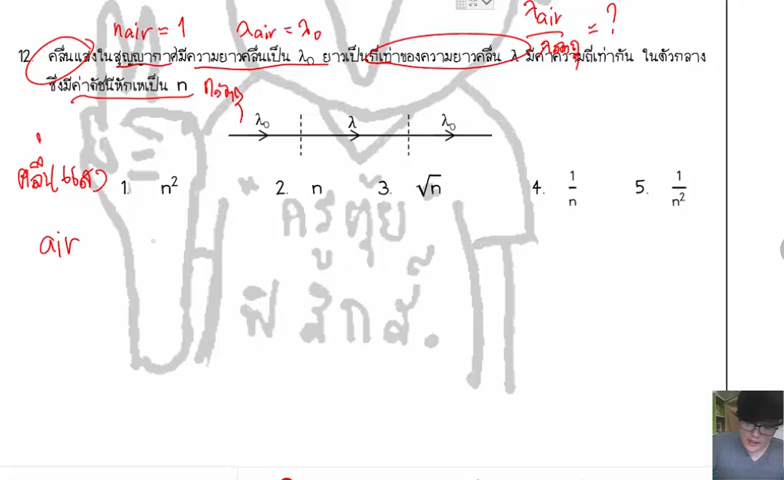 n air = 1 λ air = λ₀ λ air = ?
12. คลื่นแสงในสุญญากาศมีความยาวคลื่นเป็น λ₀ ยาวเป็นกี่เท่าของความยาวคลื่น λ มีค่าความถี่เท่ากัน ในตัวกลาง
ซึ่งมีค่าดัชนีหักเหเป็น n
λ₀ λ λ₀
คลื่นแสง
1. n² 2. n 3. √n 4. 1/n 5. 1/n²
air
ครูตุ้ย
ฟิสิกส์.